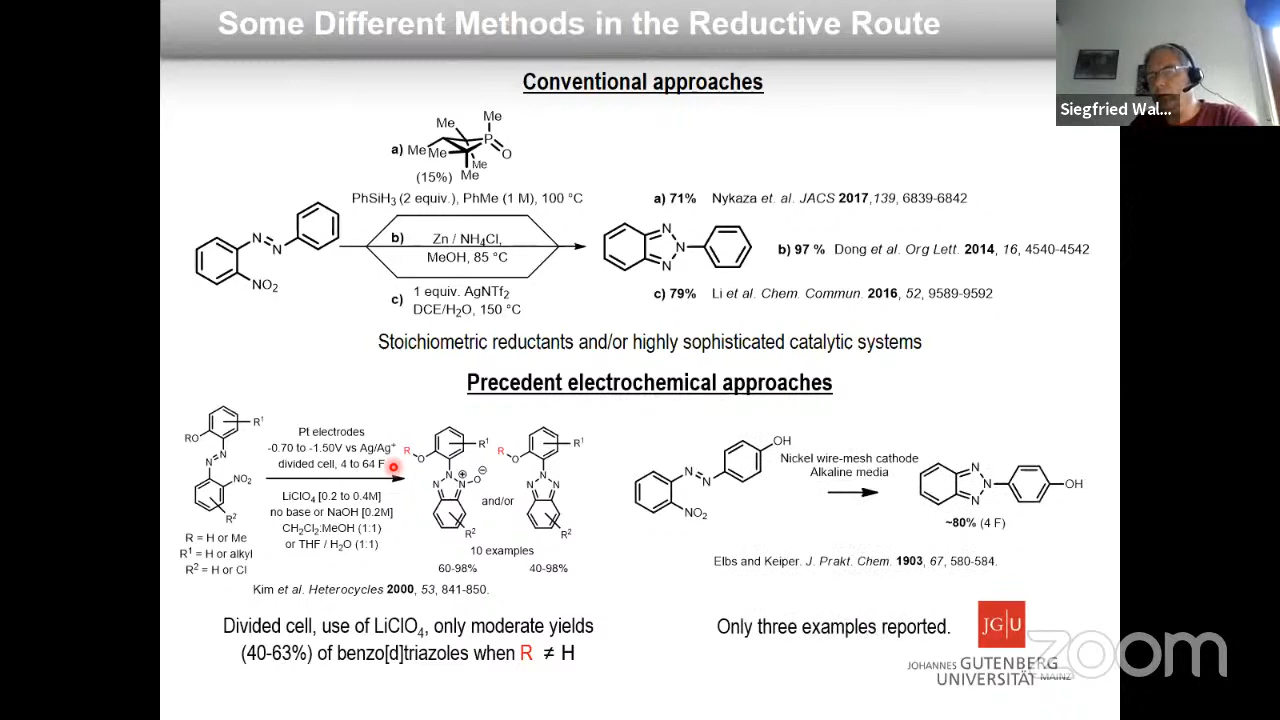 Some Different Methods in the Reductive Route
Siegfried Wal...
Conventional approaches
Me
Me
P
O
a) Me
Me
Me
Me
(15%)
PhSiH3 (2 equiv.), PhMe (1 M), 100 °C
b) Zn / NH4Cl,
MeOH, 85 °C
c) 1 equiv. AgNTf2
DCE/H2O, 150 °C
N
N
NO2
N
N
N
a) 71% Nykaza et. al. JACS 2017,139, 6839-6842
b) 97 % Dong et al. Org Lett. 2014, 16, 4540-4542
c) 79% Li et al. Chem. Commun. 2016, 52, 9589-9592
Stoichiometric reductants and/or highly sophisticated catalytic systems
Precedent electrochemical approaches
R1
RO
N
N
NO2
R2
R = H or Me
R1 = H or alkyl
R2 = H or Cl
Pt electrodes
-0.70 to -1.50V vs Ag/Ag+
divided cell, 4 to 64 F
LiClO4 [0.2 to 0.4M]
no base or NaOH [0.2M]
CH2Cl2:MeOH (1:1)
or THF / H2O (1:1)
R
O
R1
N
⊕
⊖
N
N
O
R2
and/or
R
O
R1
N
N
N
R2
10 examples
60-98%
40-98%
Kim et al. Heterocycles 2000, 53, 841-850.
OH
N
N
NO2
Nickel wire-mesh cathode
Alkaline media
N
N
N
OH
~80% (4 F)
Elbs and Keiper. J. Prakt. Chem. 1903, 67, 580-584.
Divided cell, use of LiClO4, only moderate yields
(40-63%) of benzo[d]triazoles when R ≠ H
Only three examples reported.
JG|U
JOHANNES GUTENBERG
UNIVERSITÄT MAINZ
zoom